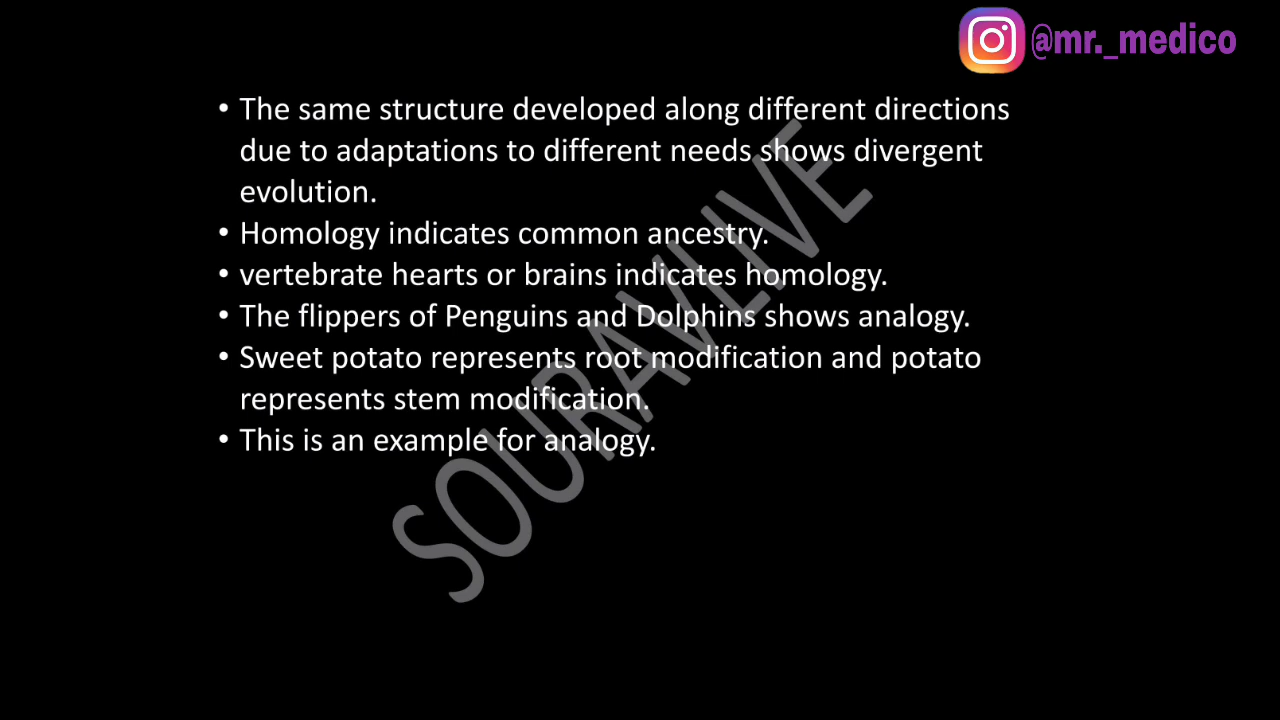 @mr._medico
• The same structure developed along different directions
due to adaptations to different needs shows divergent
evolution.
• Homology indicates common ancestry.
• vertebrate hearts or brains indicates homology.
• The flippers of Penguins and Dolphins shows analogy.
• Sweet potato represents root modification and potato
represents stem modification.
• This is an example for analogy.
SOURAVLIVE